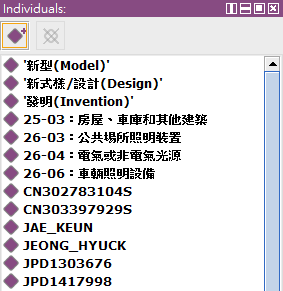 Individuals:
'新型(Model)'
'新式樣/設計(Design)'
'發明(Invention)'
25-03：房屋、車庫和其他建築
26-03：公共場所照明裝置
26-04：電氣或非電氣光源
26-06：車輛照明設備
CN302783104S
CN303397929S
JAE_KEUN
JEONG_HYUCK
JPD1303676
JPD1417998